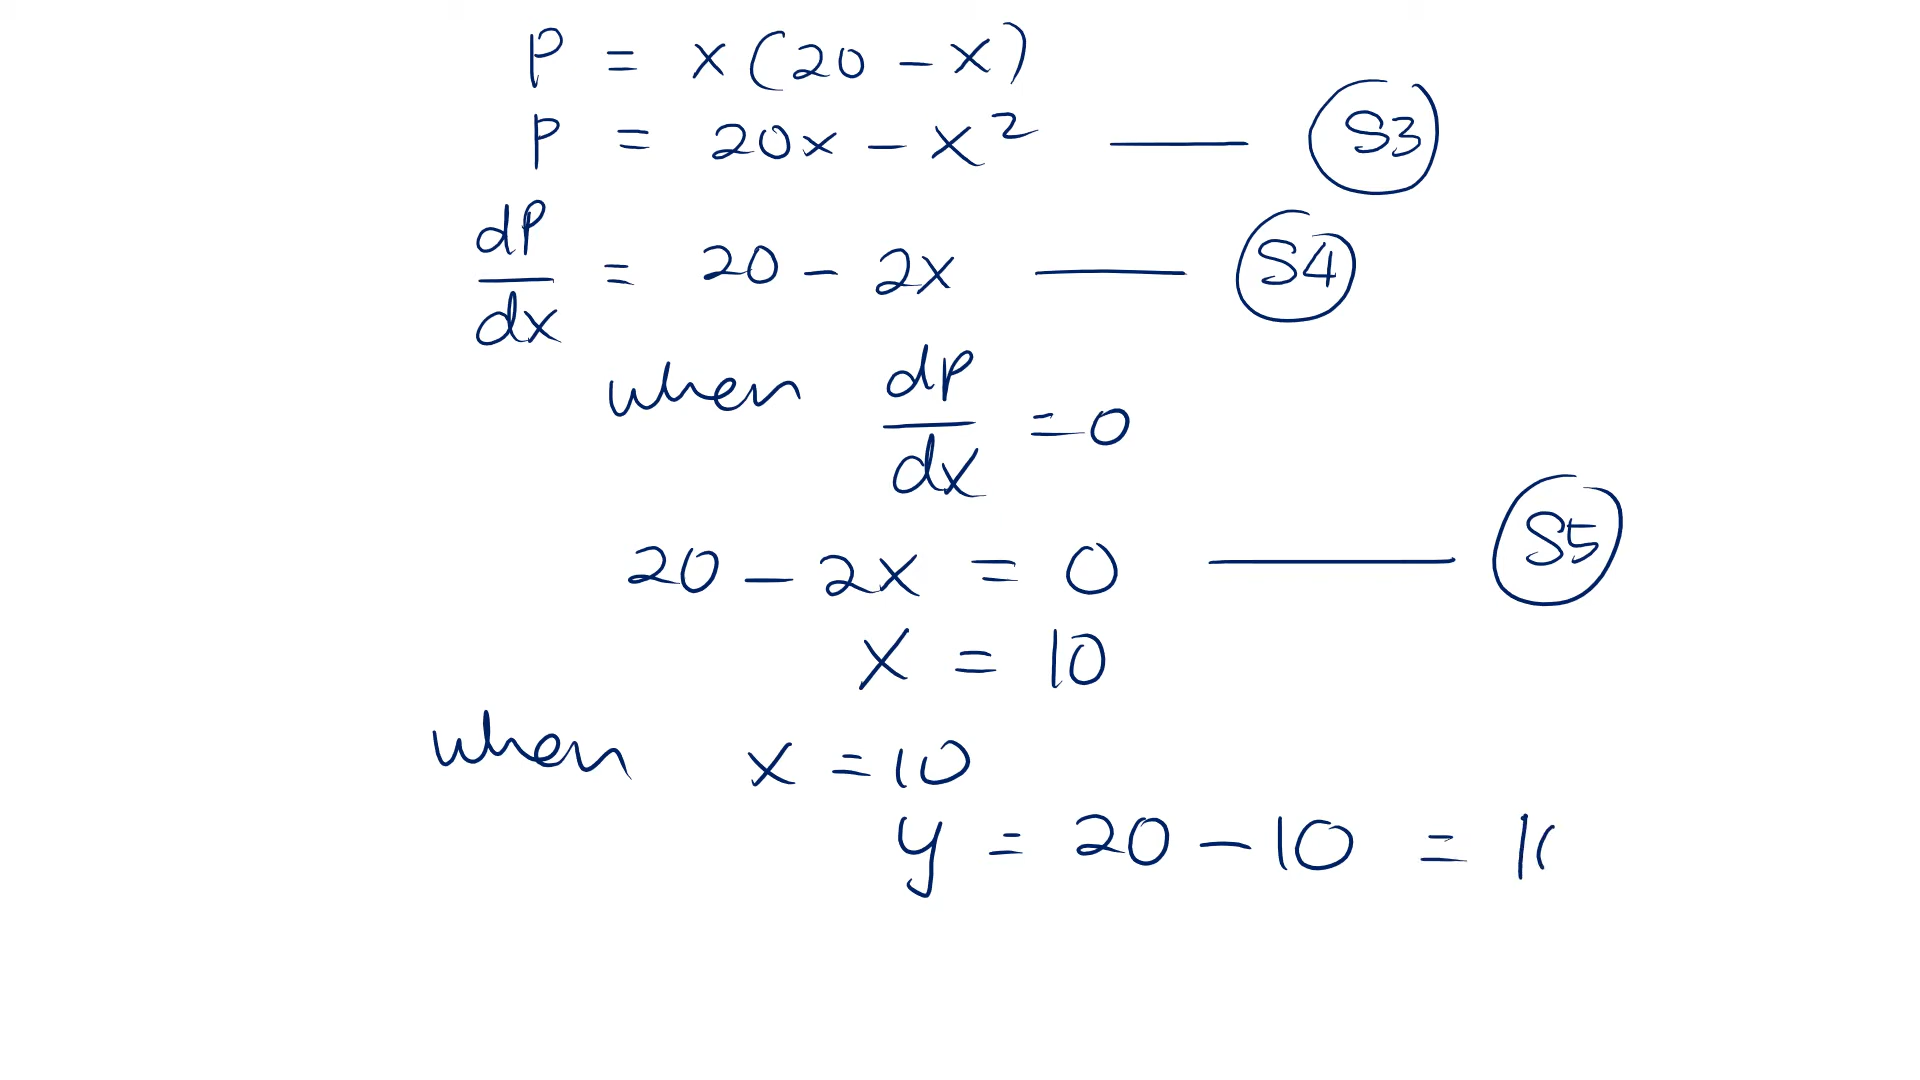 P = x(20 - x)
P = 20x - x² —— S3
dP/dx = 20 - 2x —— S4
when dP/dx = 0
20 - 2x = 0 —— S5
x = 10
when x = 10
y = 20 - 10 = 1